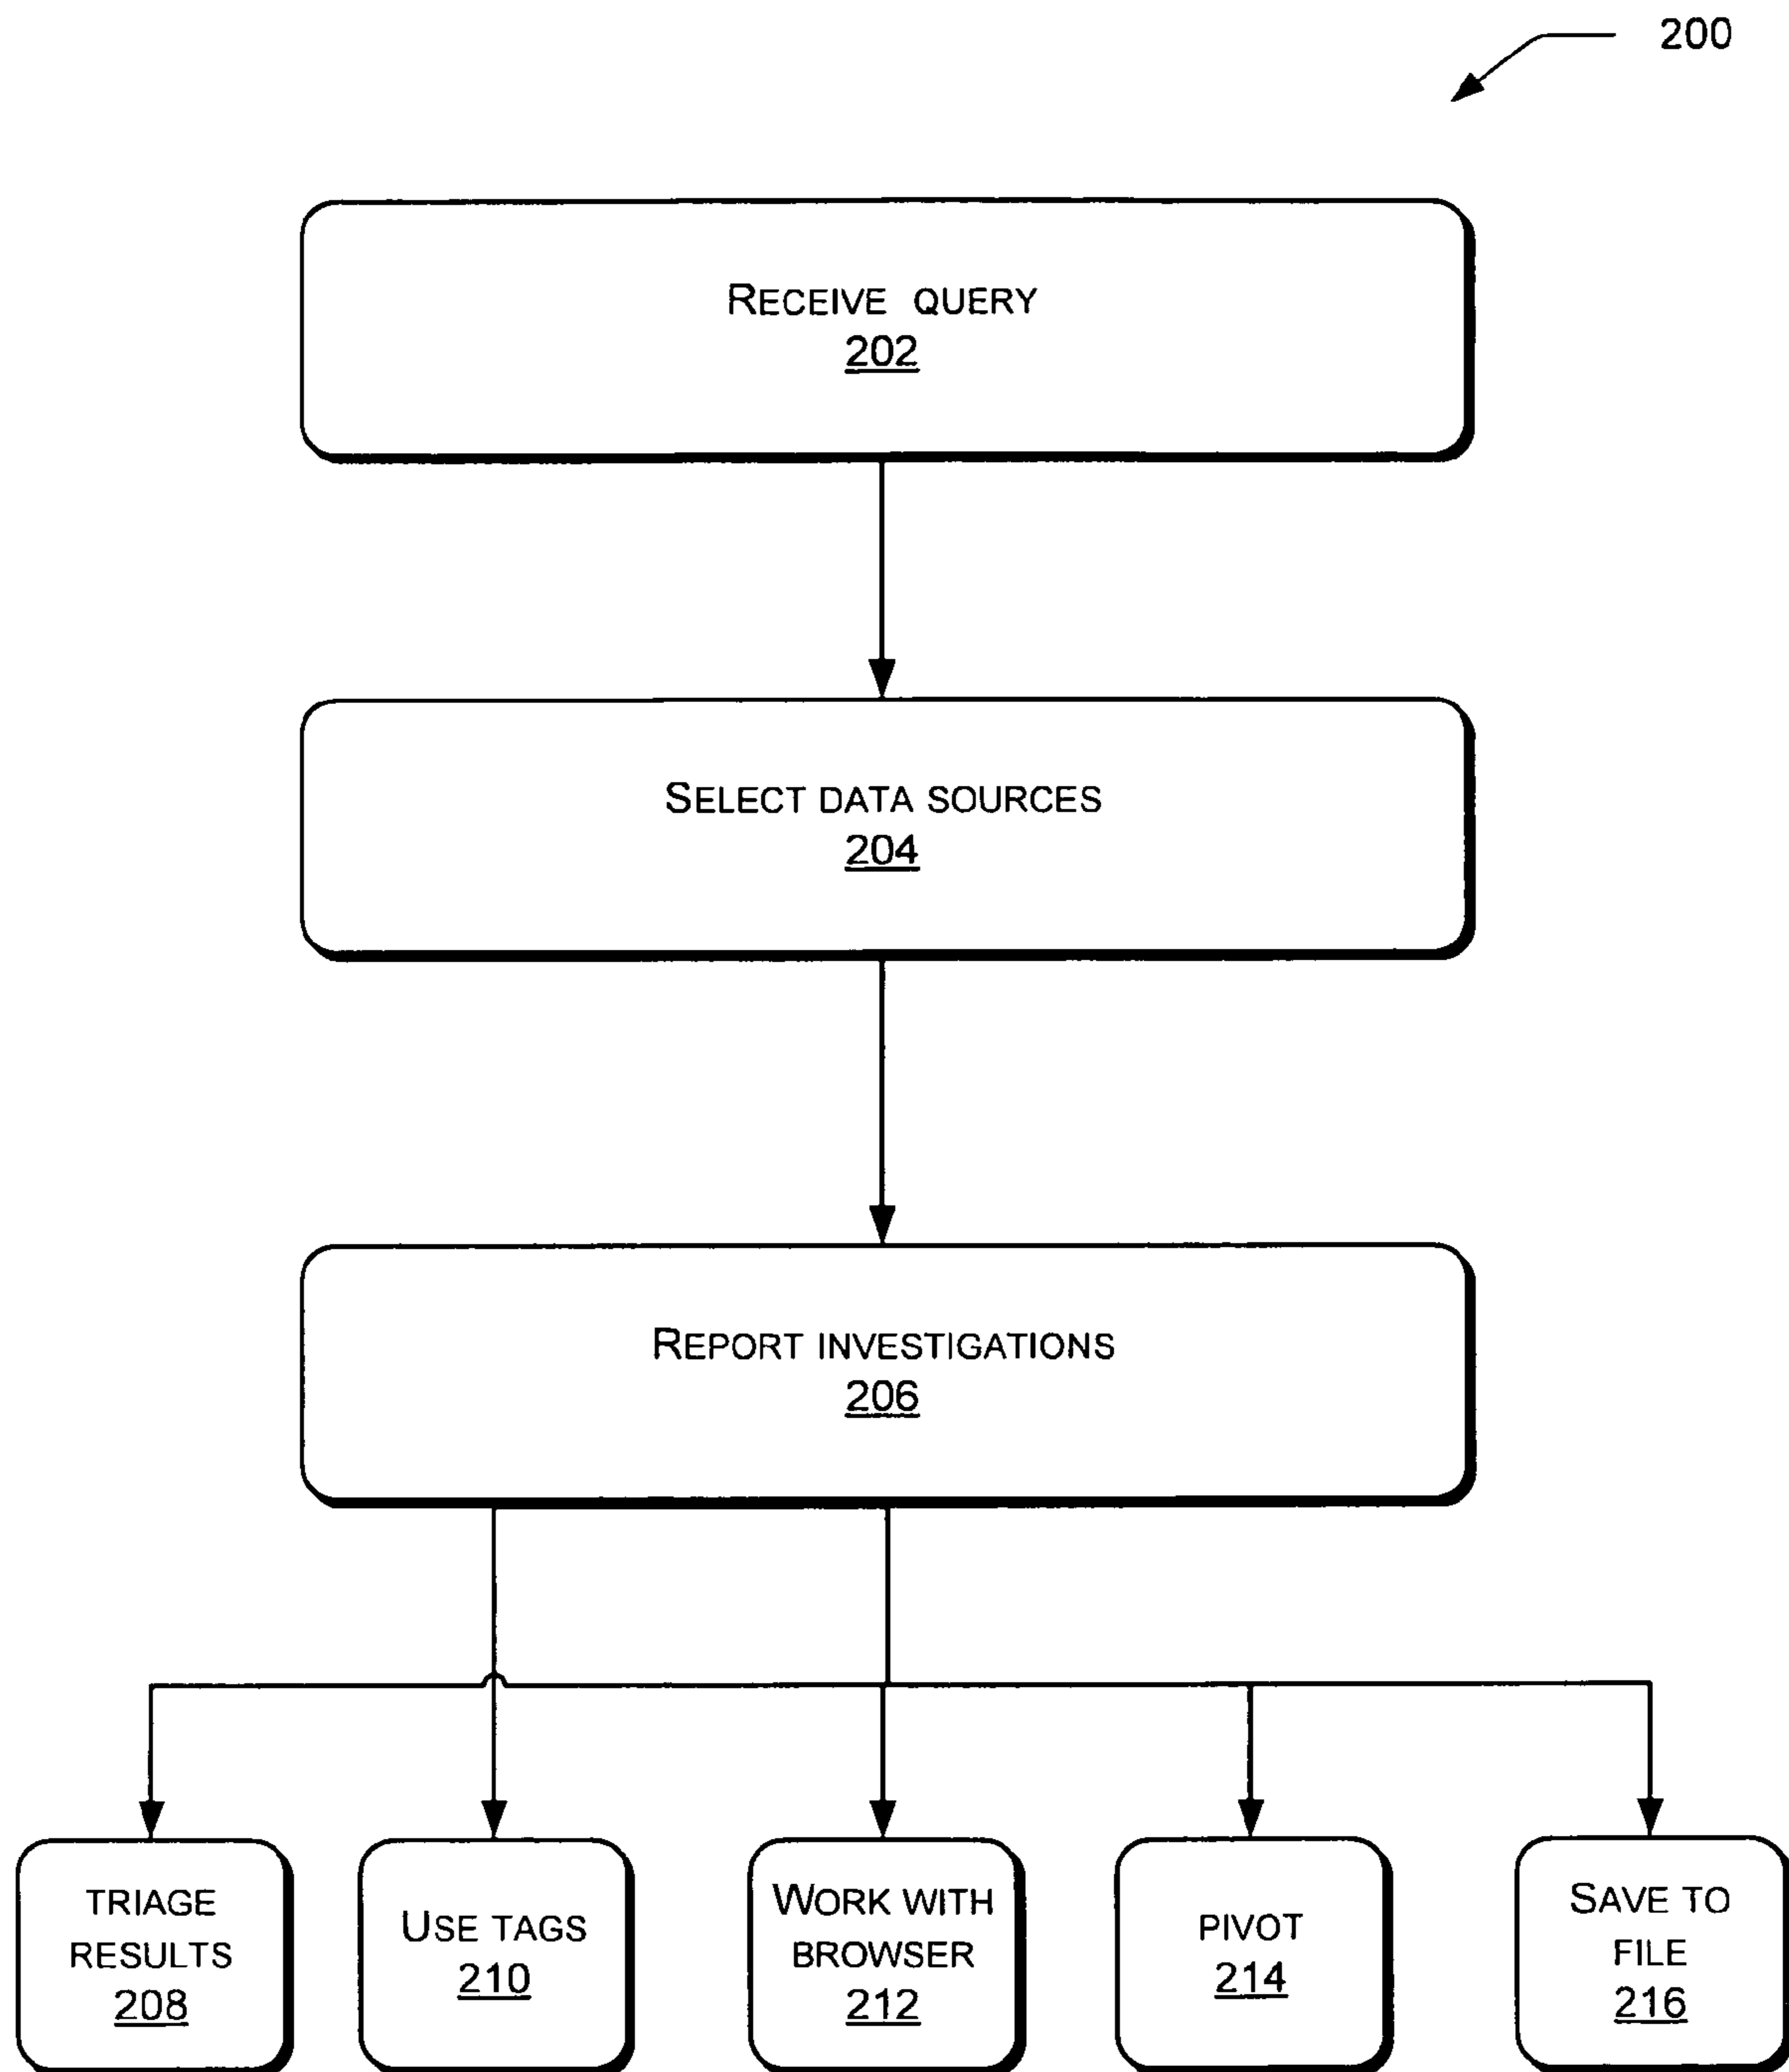 200
RECEIVE QUERY
202
SELECT DATA SOURCES
204
REPORT INVESTIGATIONS
206
TRIAGE
RESULTS
208
USE TAGS
210
WORK WITH
BROWSER
212
PIVOT
214
SAVE TO
FILE
216